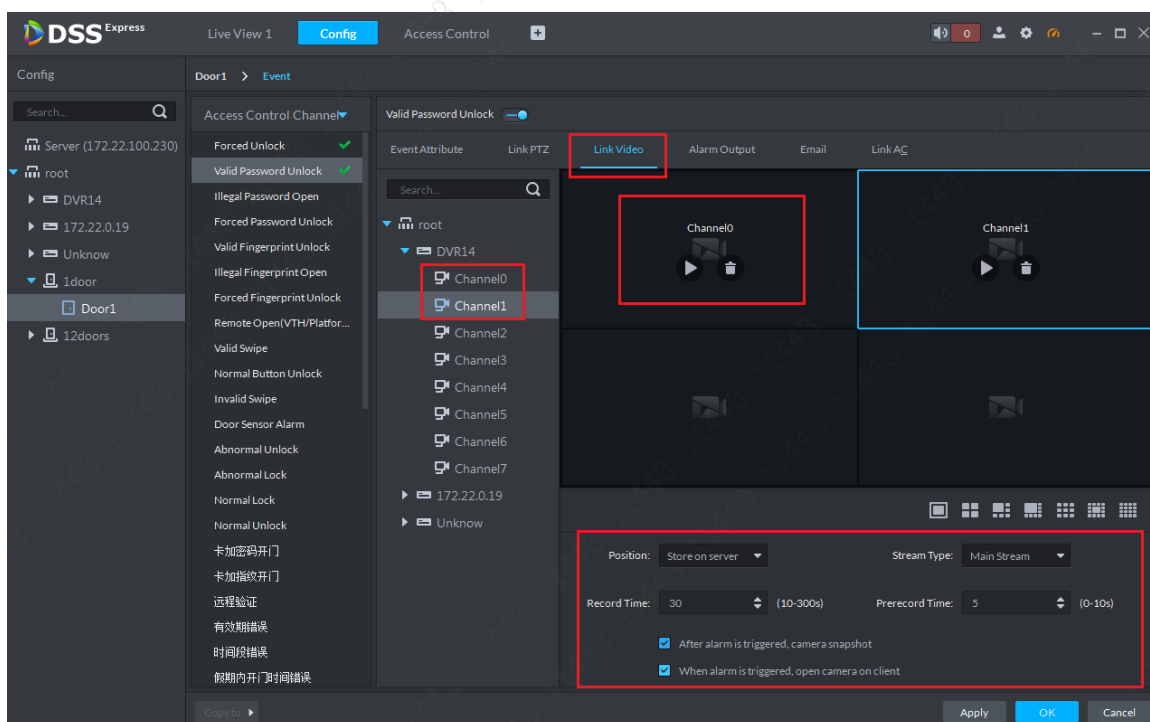 DSS Express
Live View 1
Config
Access Control
0
Config
Door1 > Event
Search...
Server (172.22.100.230)
root
DVR14
172.22.0.19
Unknow
1door
Door1
12doors
Access Control Channel
Forced Unlock
Valid Password Unlock
Illegal Password Open
Forced Password Unlock
Valid Fingerprint Unlock
Illegal Fingerprint Open
Forced Fingerprint Unlock
Remote Open(VTH/Platfor...
Valid Swipe
Normal Button Unlock
Invalid Swipe
Door Sensor Alarm
Abnormal Unlock
Abnormal Lock
Normal Lock
Normal Unlock
卡加密码开门
卡加指纹开门
远程验证
有效期错误
时间段错误
假期内开门时间错误
Valid Password Unlock
Event Attribute
Link PTZ
Link Video
Alarm Output
Email
Link AC
Search...
root
DVR14
Channel0
Channel1
Channel2
Channel3
Channel4
Channel5
Channel6
Channel7
172.22.0.19
Unknow
Channel0
Channel1
Position: Store on server
Stream Type: Main Stream
Record Time: 30 (10-300s)
Prerecord Time: 5 (0-10s)
After alarm is triggered, camera snapshot
When alarm is triggered, open camera on client
Copy to
Apply
OK
Cancel